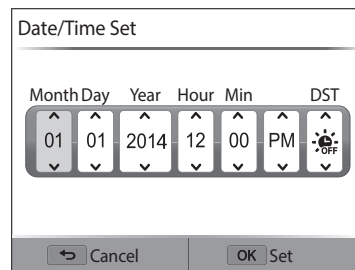 Date/Time Set
Month Day Year Hour Min DST
01 01 2014 12 00 PM OFF
Cancel OK Set